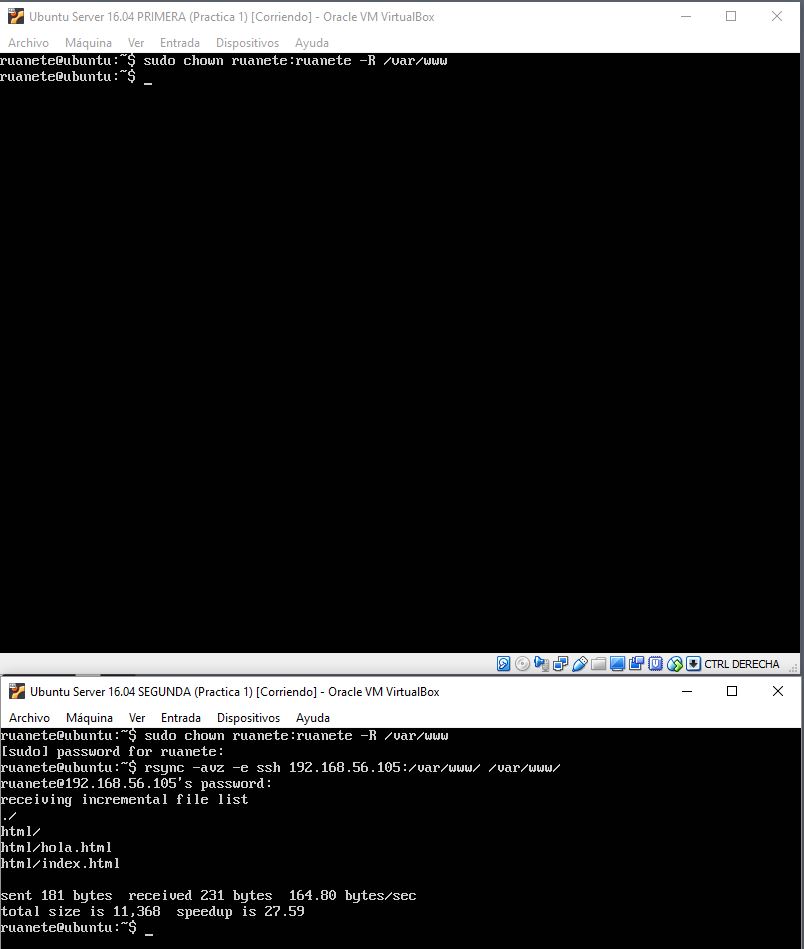 Ubuntu Server 16.04 PRIMERA (Practica 1) [Corriendo] - Oracle VM VirtualBox
Archivo Máquina Ver Entrada Dispositivos Ayuda
ruanete@ubuntu:~$ sudo chown ruanete:ruanete -R /var/www
ruanete@ubuntu:~$ _
CTRL DERECHA
Ubuntu Server 16.04 SEGUNDA (Practica 1) [Corriendo] - Oracle VM VirtualBox
Archivo Máquina Ver Entrada Dispositivos Ayuda
ruanete@ubuntu:~$ sudo chown ruanete:ruanete -R /var/www
[sudo] password for ruanete:
ruanete@ubuntu:~$ rsync -avz -e ssh 192.168.56.105:/var/www/ /var/www/
ruanete@192.168.56.105's password:
receiving incremental file list
./
html/
html/hola.html
html/index.html
sent 181 bytes  received 231 bytes  164.80 bytes/sec
total size is 11,368  speedup is 27.59
ruanete@ubuntu:~$ _